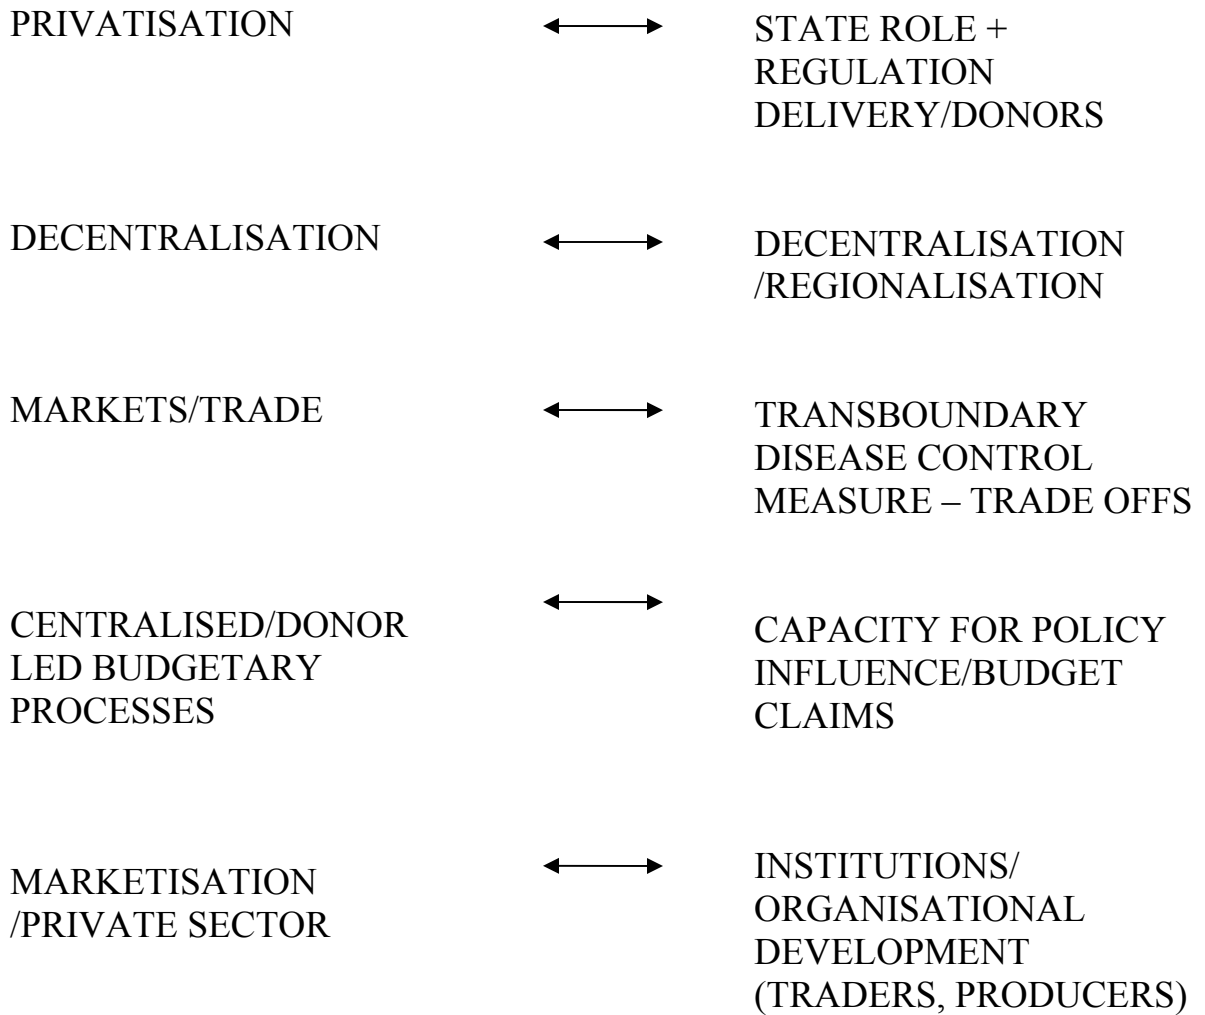 PRIVATISATION
STATE ROLE +
REGULATION
DELIVERY/DONORS
DECENTRALISATION
DECENTRALISATION
/REGIONALISATION
MARKETS/TRADE
TRANSBOUNDARY
DISEASE CONTROL
MEASURE – TRADE OFFS
CENTRALISED/DONOR
LED BUDGETARY
PROCESSES
CAPACITY FOR POLICY
INFLUENCE/BUDGET
CLAIMS
MARKETISATION
/PRIVATE SECTOR
INSTITUTIONS/
ORGANISATIONAL
DEVELOPMENT
(TRADERS, PRODUCERS)